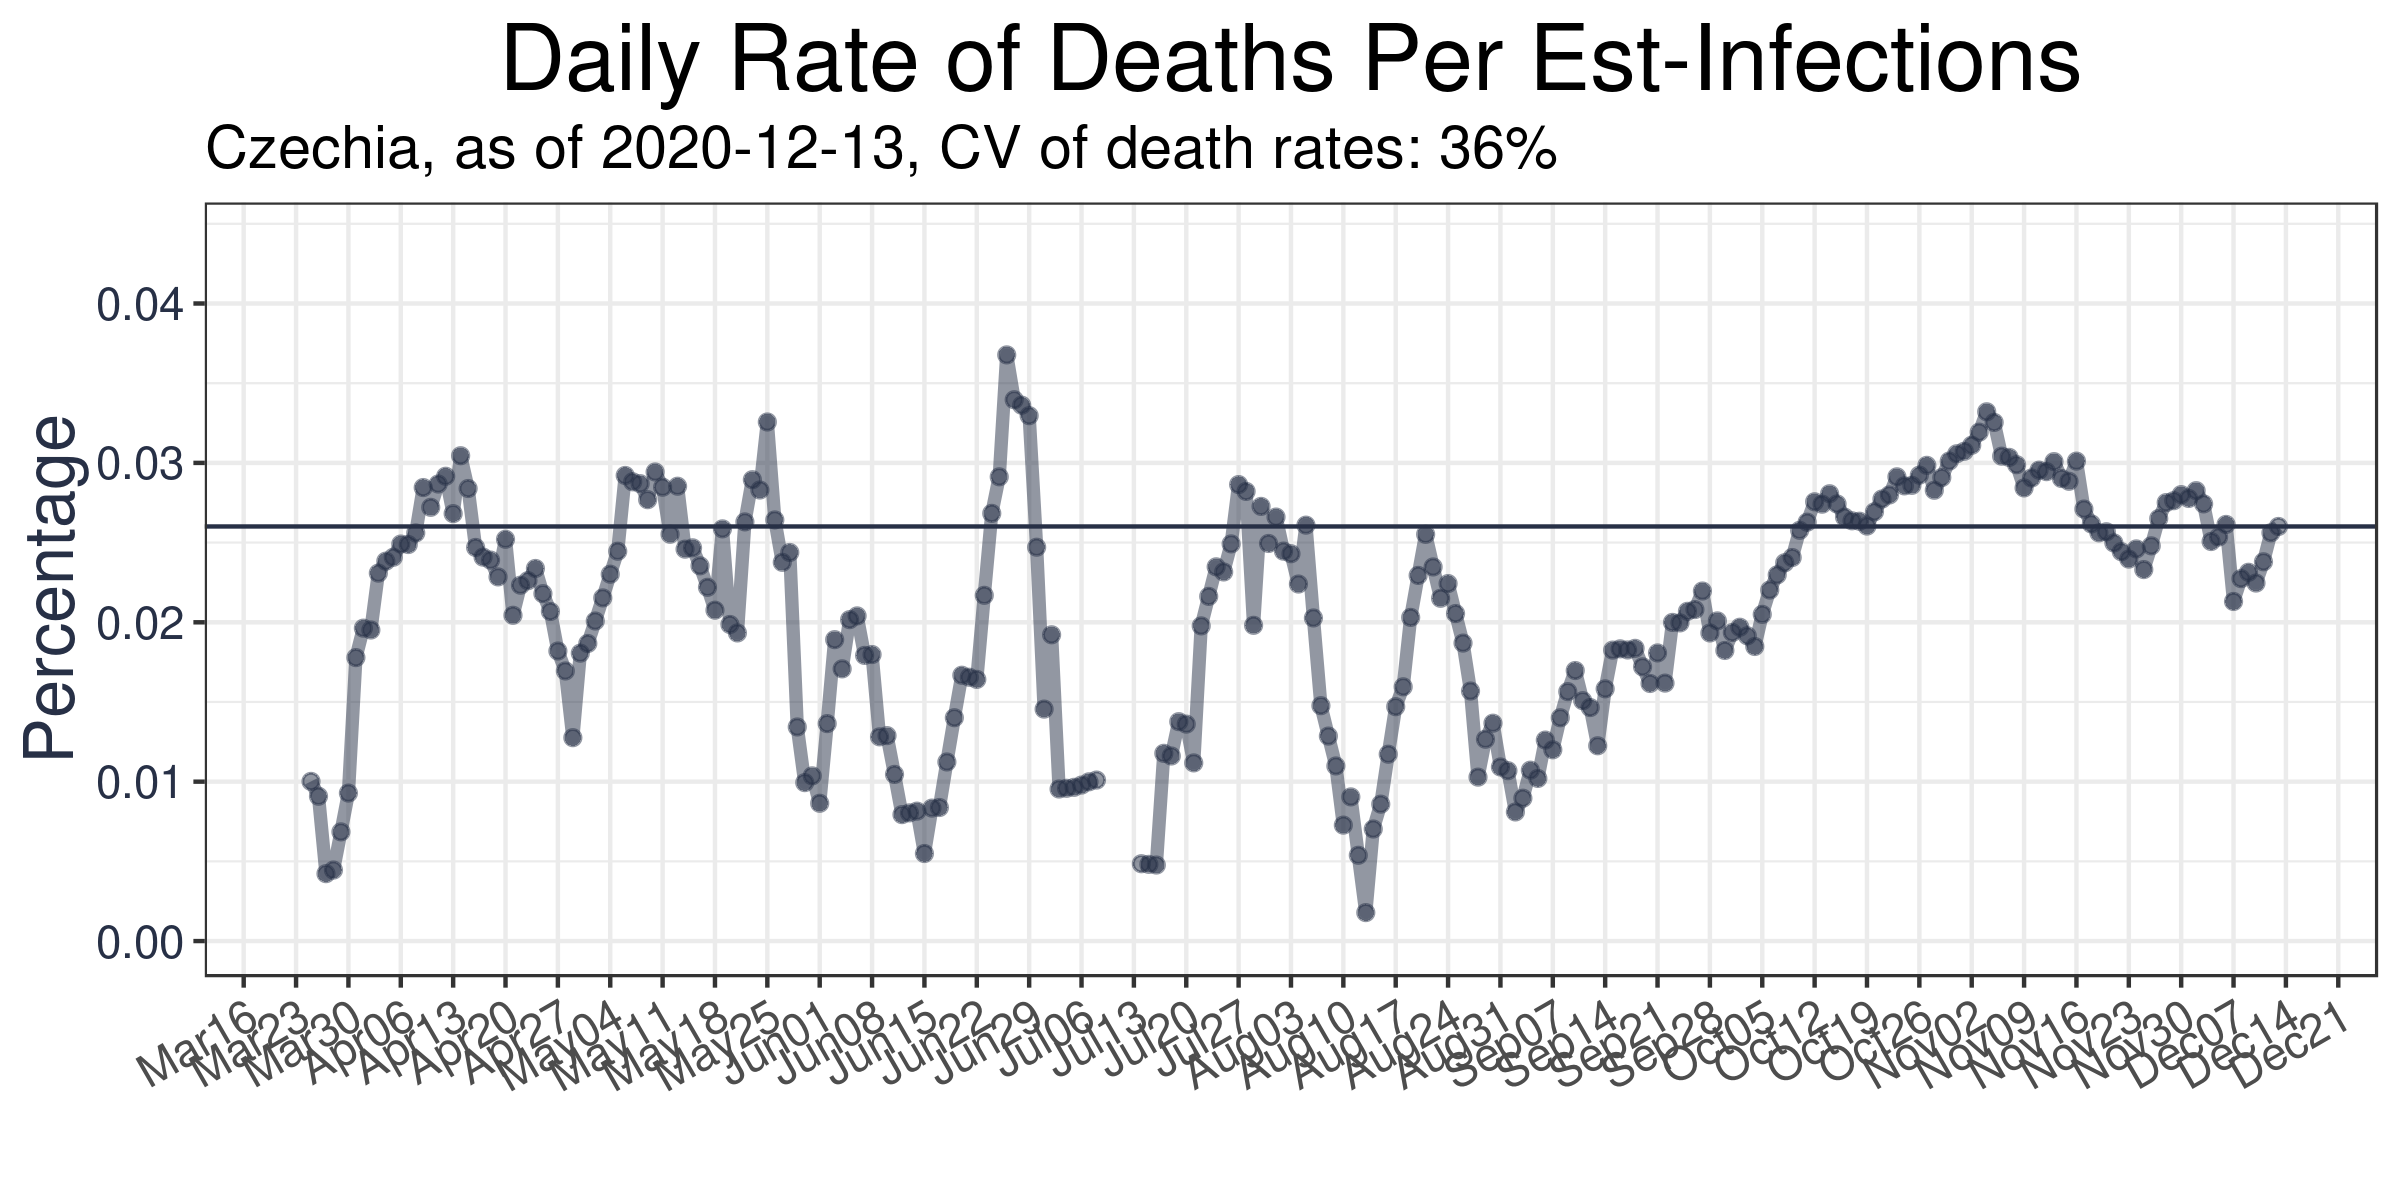 Daily Rate of Deaths Per Est-Infections
Czechia, as of 2020-12-13, CV of death rates: 36%
Percentage
0.04
0.03
0.02
0.01
0.00
Mar16
Mar23
Mar30
Apr06
Apr13
Apr20
Apr27
May04
May11
May18
May25
Jun01
Jun08
Jun15
Jun22
Jun29
Jul06
Jul13
Jul20
Jul27
Aug03
Aug10
Aug17
Aug24
Aug31
Sep07
Sep14
Sep21
Sep28
Oct05
Oct12
Oct19
Oct26
Nov02
Nov09
Nov16
Nov23
Nov30
Dec07
Dec14
Dec21